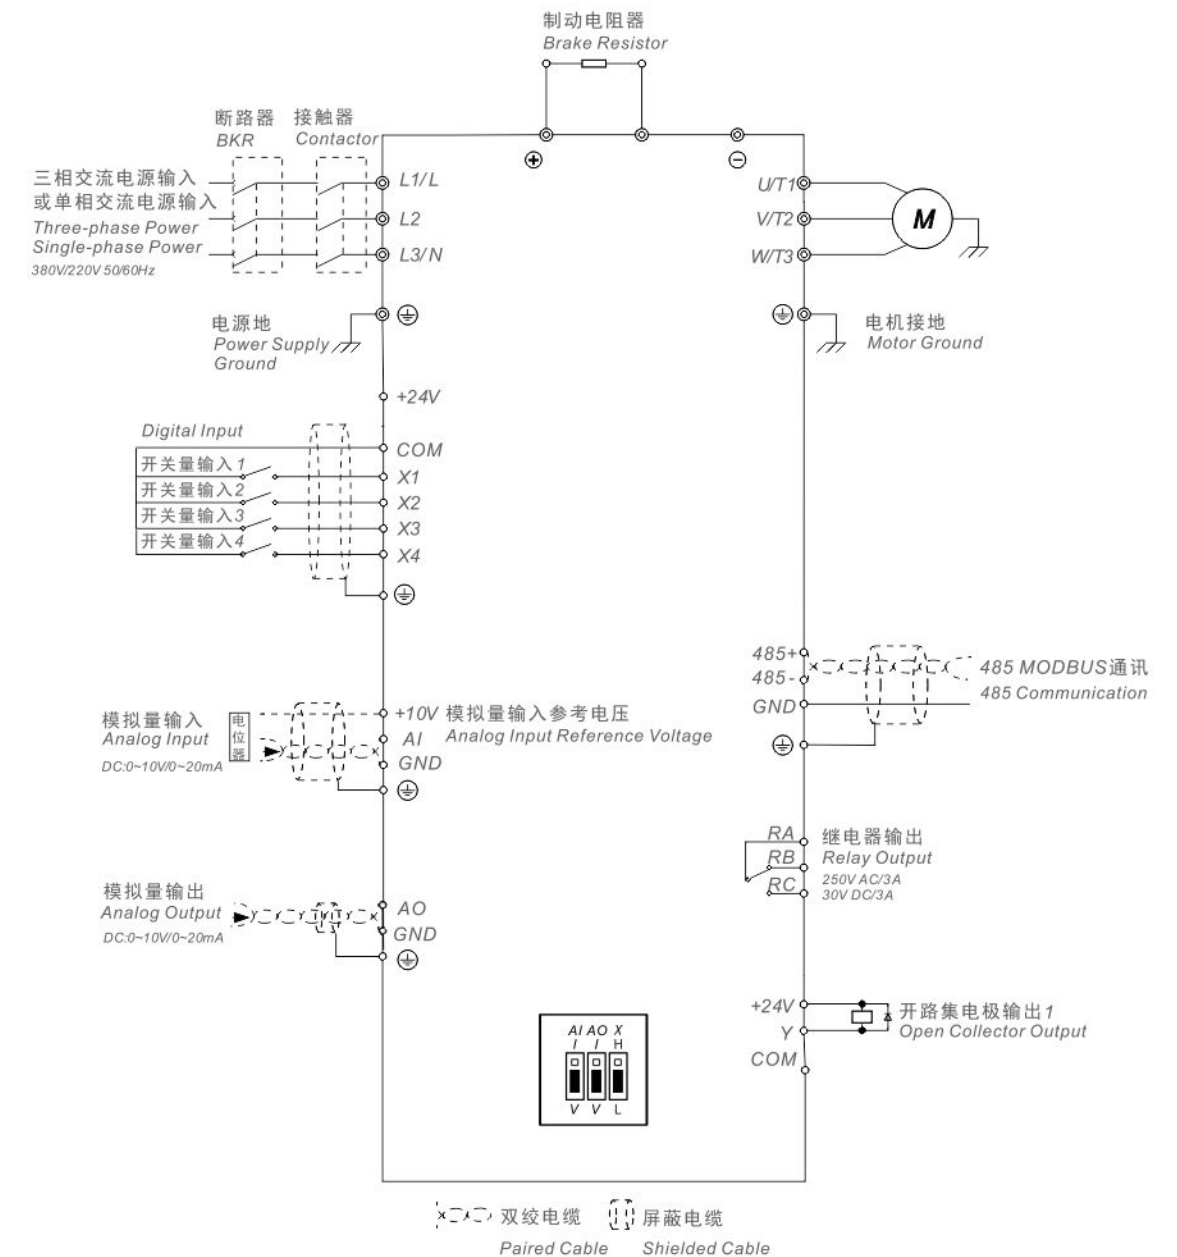 制动电阻器
Brake Resistor
断路器
BKR
接触器
Contactor
三相交流电源输入
或单相交流电源输入
Three-phase Power
Single-phase Power
380V/220V 50/60Hz
L1/L
L2
L3/N
U/T1
V/T2
W/T3
M
电源地
Power Supply
Ground
电机接地
Motor Ground
+24V
Digital Input
COM
开关量输入1
X1
开关量输入2
X2
开关量输入3
X3
开关量输入4
X4
485+
485-
GND
485 MODBUS通讯
485 Communication
模拟量输入
Analog Input
DC:0~10V/0~20mA
电位器
+10V 模拟量输入参考电压
AI Analog Input Reference Voltage
GND
RA
RB
RC
继电器输出
Relay Output
250V AC/3A
30V DC/3A
模拟量输出
Analog Output
DC:0~10V/0~20mA
AO
GND
+24V
Y
COM
开路集电极输出1
Open Collector Output
AI AO X
I I H
V V L
双绞电缆
Paired Cable
屏蔽电缆
Shielded Cable